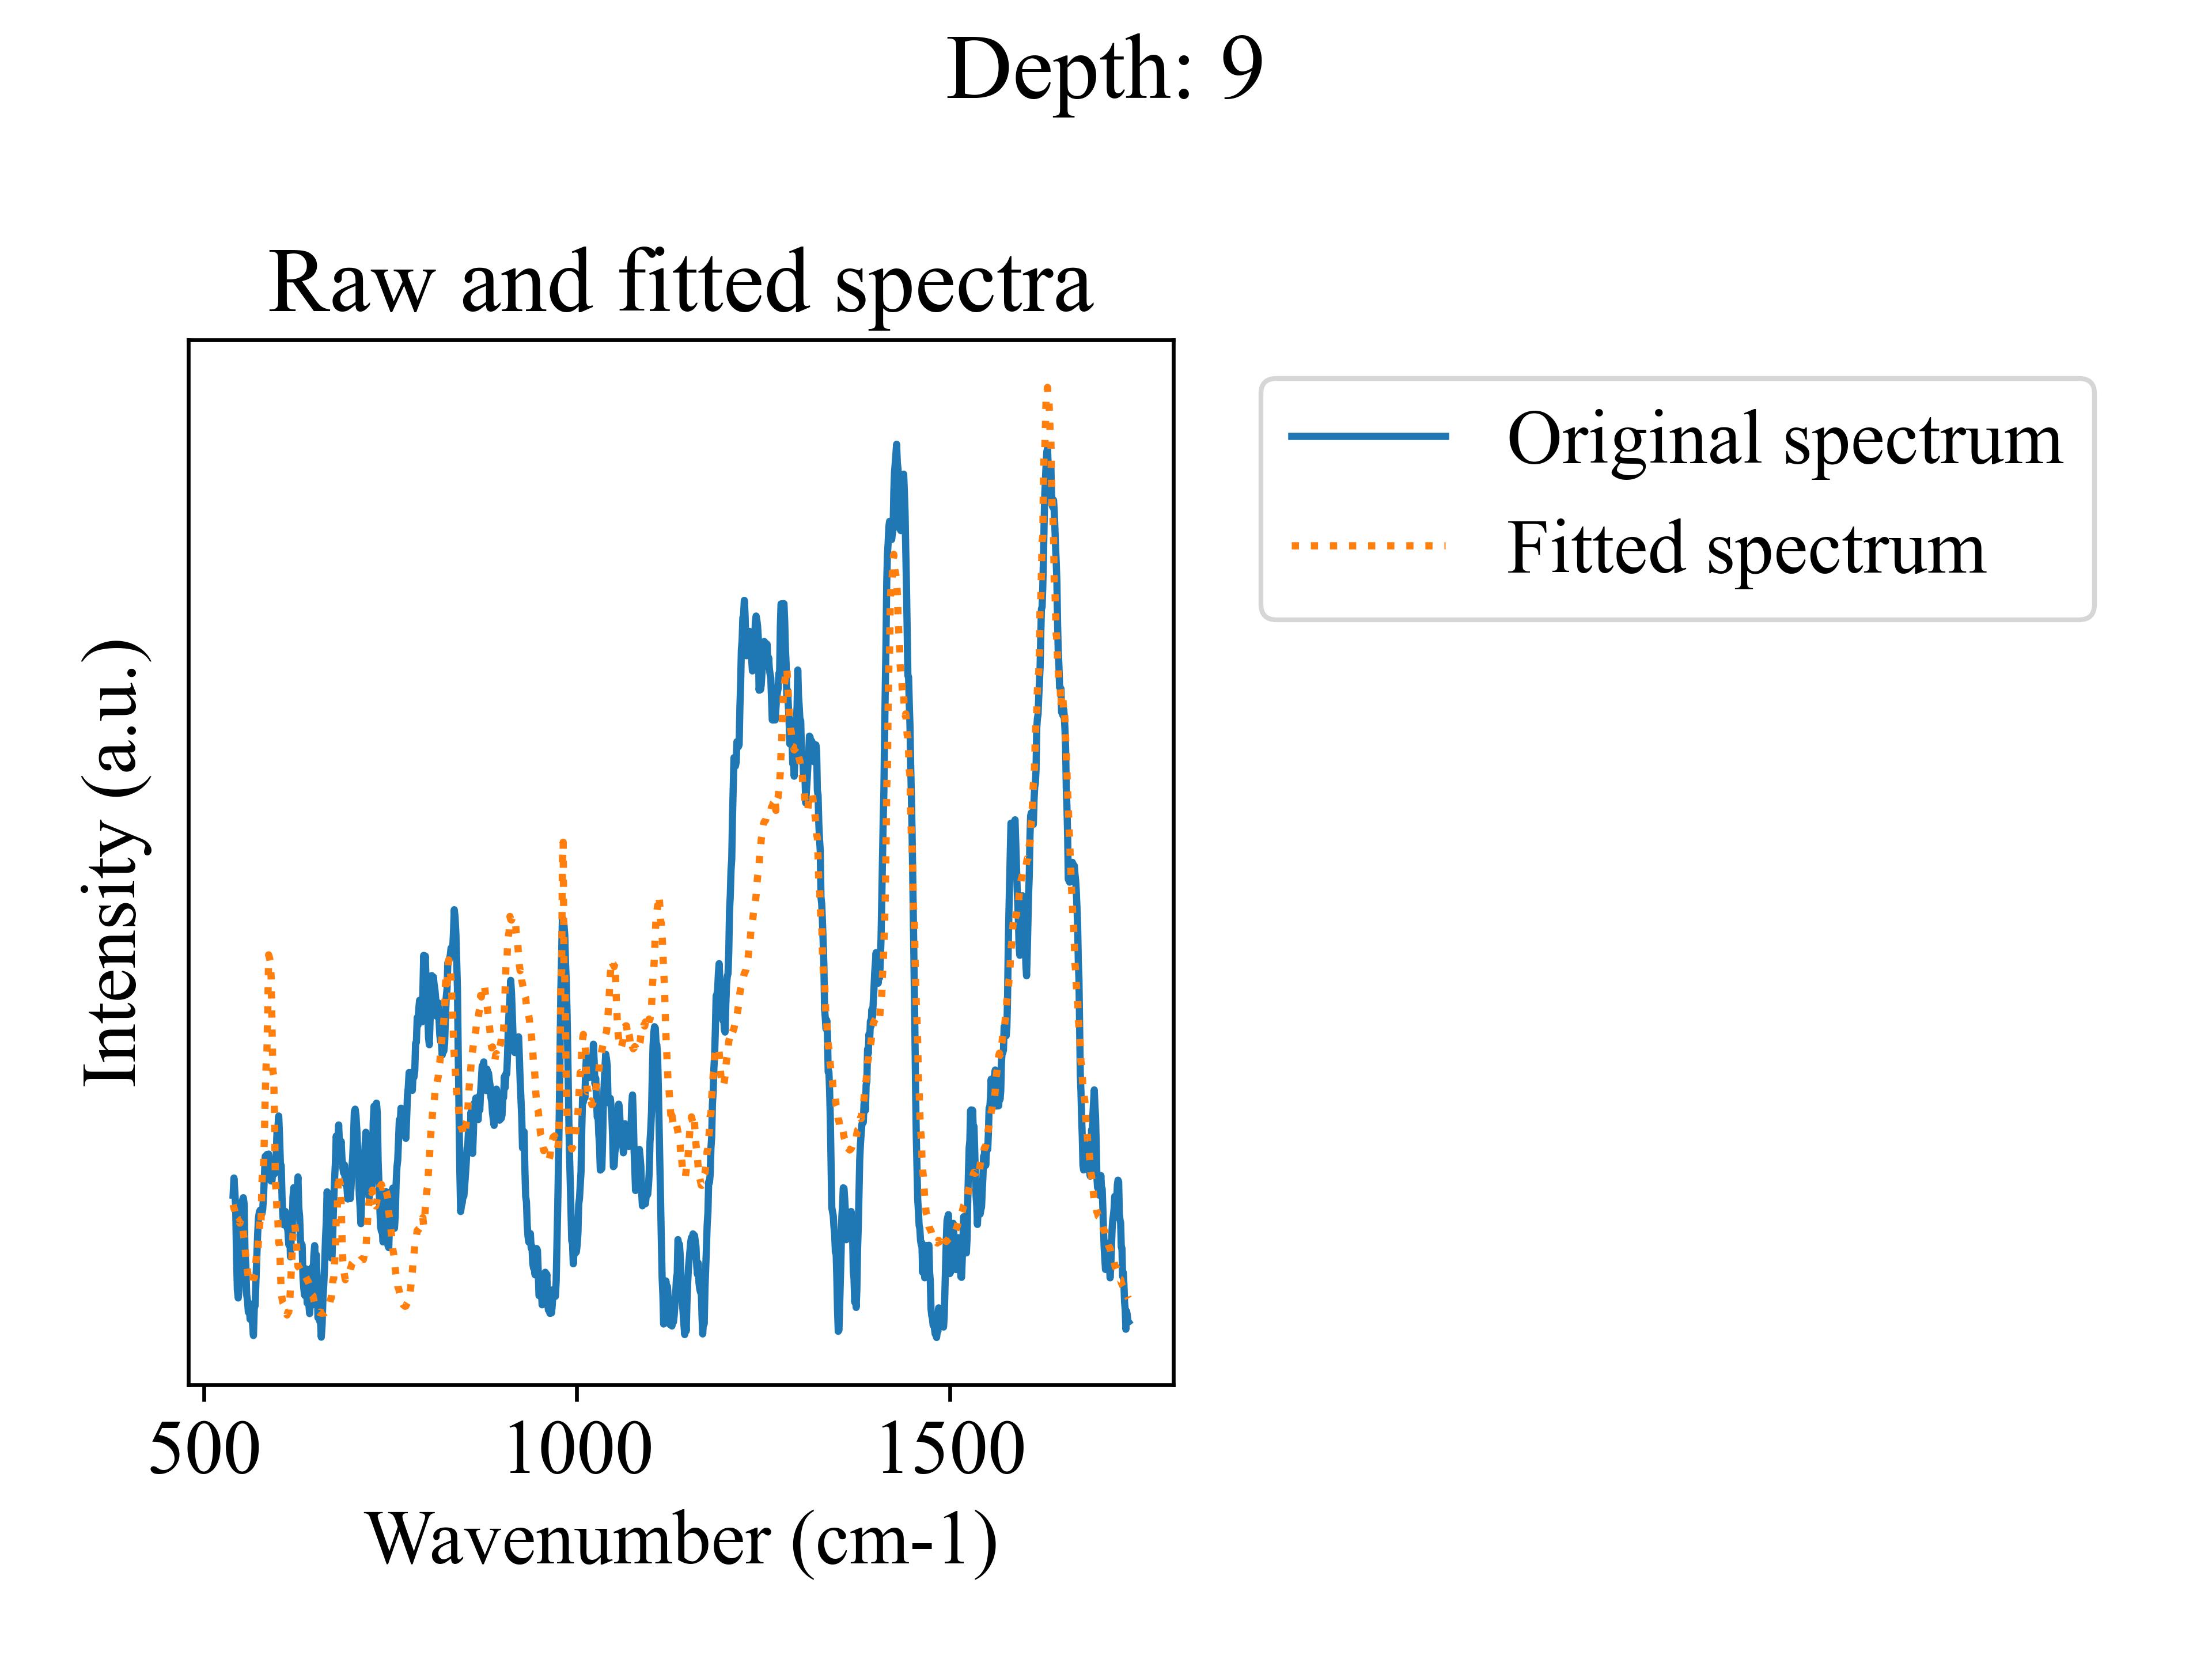 Depth: 9
Raw and fitted spectra
Intensity (a.u.)
Original spectrum
Fitted spectrum
500 1000 1500
Wavenumber (cm-1)